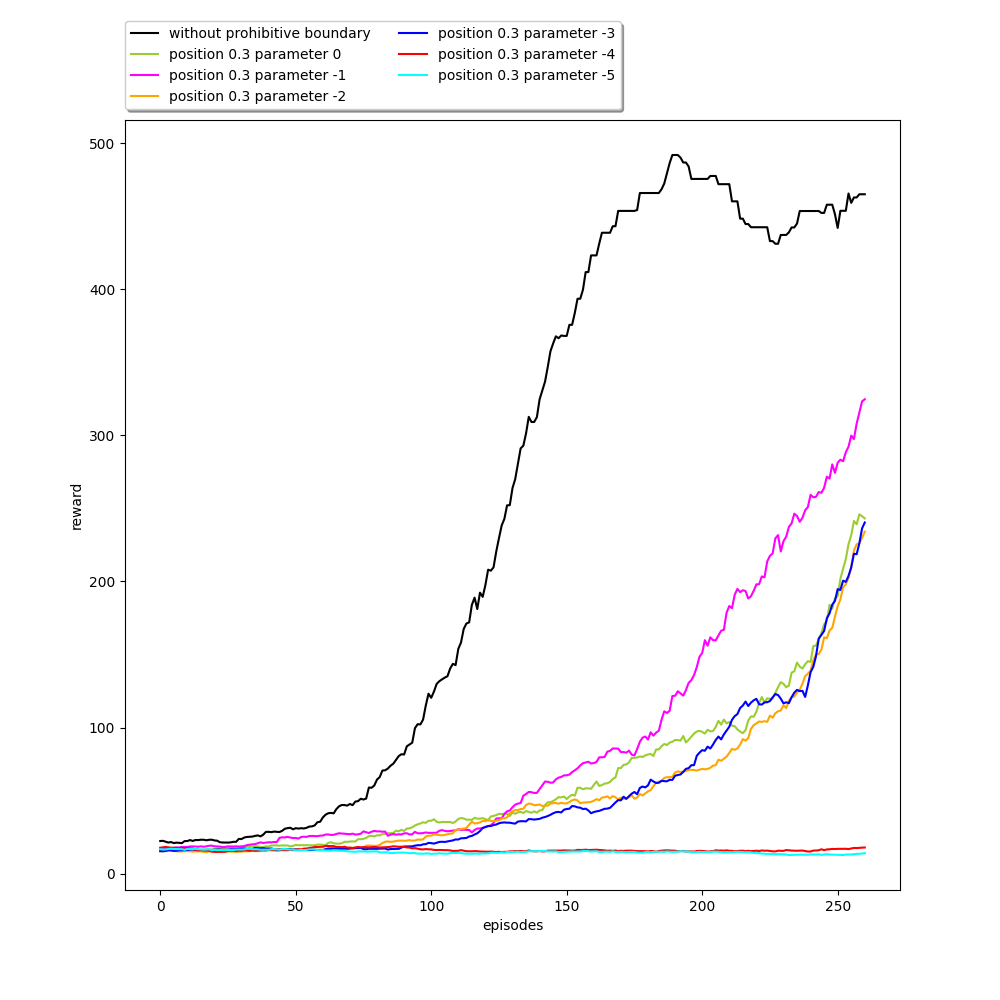 without prohibitive boundary
position 0.3 parameter 0
position 0.3 parameter -1
position 0.3 parameter -2
position 0.3 parameter -3
position 0.3 parameter -4
position 0.3 parameter -5
500
400
300
200
100
0
reward
0 50 100 150 200 250
episodes